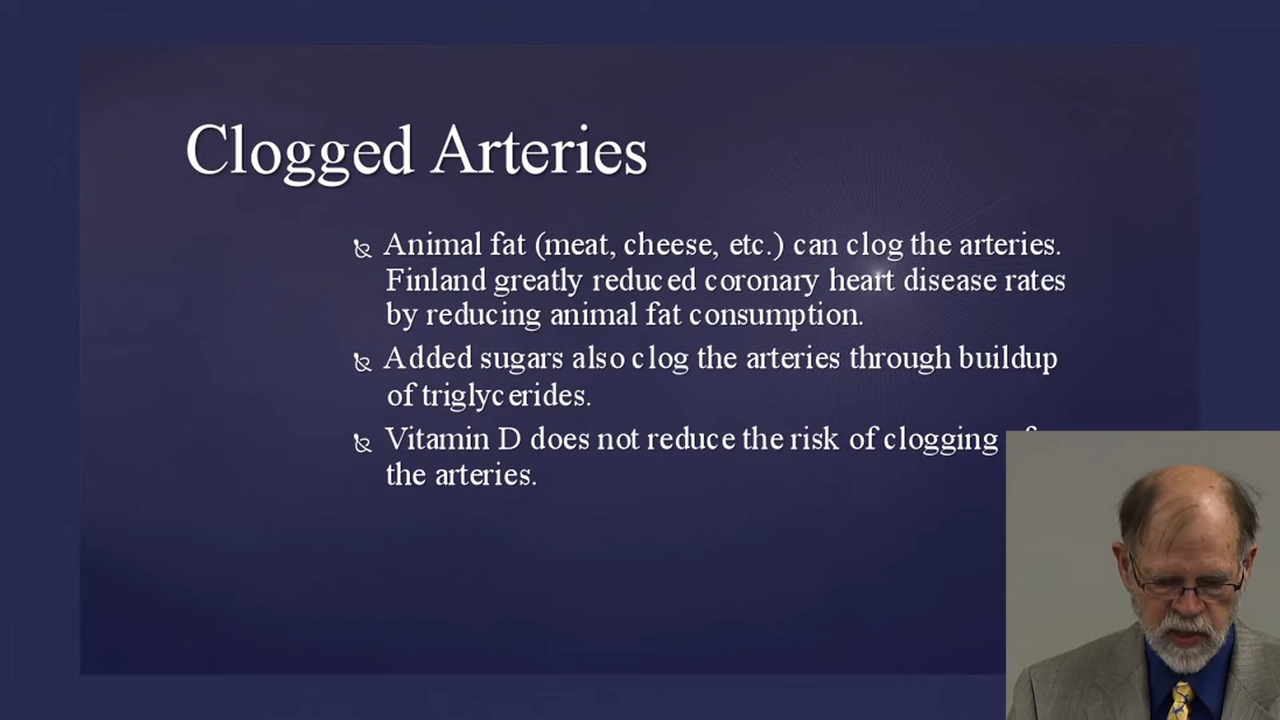 Clogged Arteries
Animal fat (meat, cheese, etc.) can clog the arteries.
Finland greatly reduced coronary heart disease rates
by reducing animal fat consumption.
Added sugars also clog the arteries through buildup
of triglycerides.
Vitamin D does not reduce the risk of clogging
the arteries.